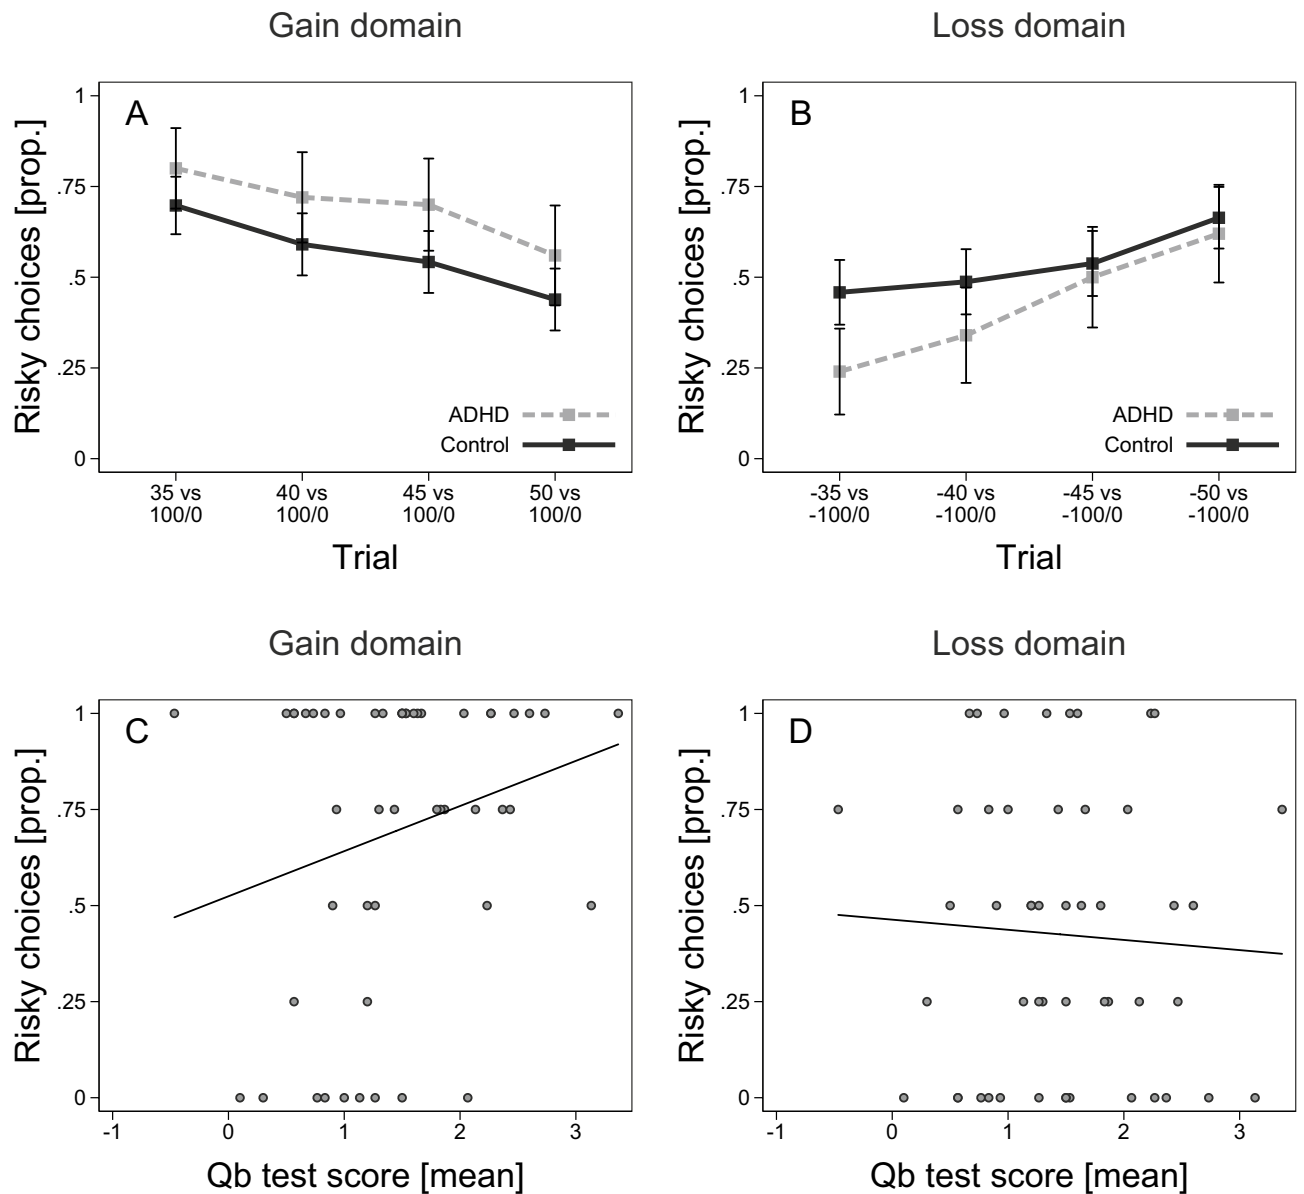 Gain domain
A
Risky choices [prop.]
1
.75
.5
.25
0
ADHD
Control
35 vs 40 vs 45 vs 50 vs
100/0 100/0 100/0 100/0
Trial
Loss domain
B
Risky choices [prop.]
1
.75
.5
.25
0
ADHD
Control
-35 vs -40 vs -45 vs -50 vs
-100/0 -100/0 -100/0 -100/0
Trial
Gain domain
C
Risky choices [prop.]
1
.75
.5
.25
0
-1 0 1 2 3
Qb test score [mean]
Loss domain
D
Risky choices [prop.]
1
.75
.5
.25
0
-1 0 1 2 3
Qb test score [mean]